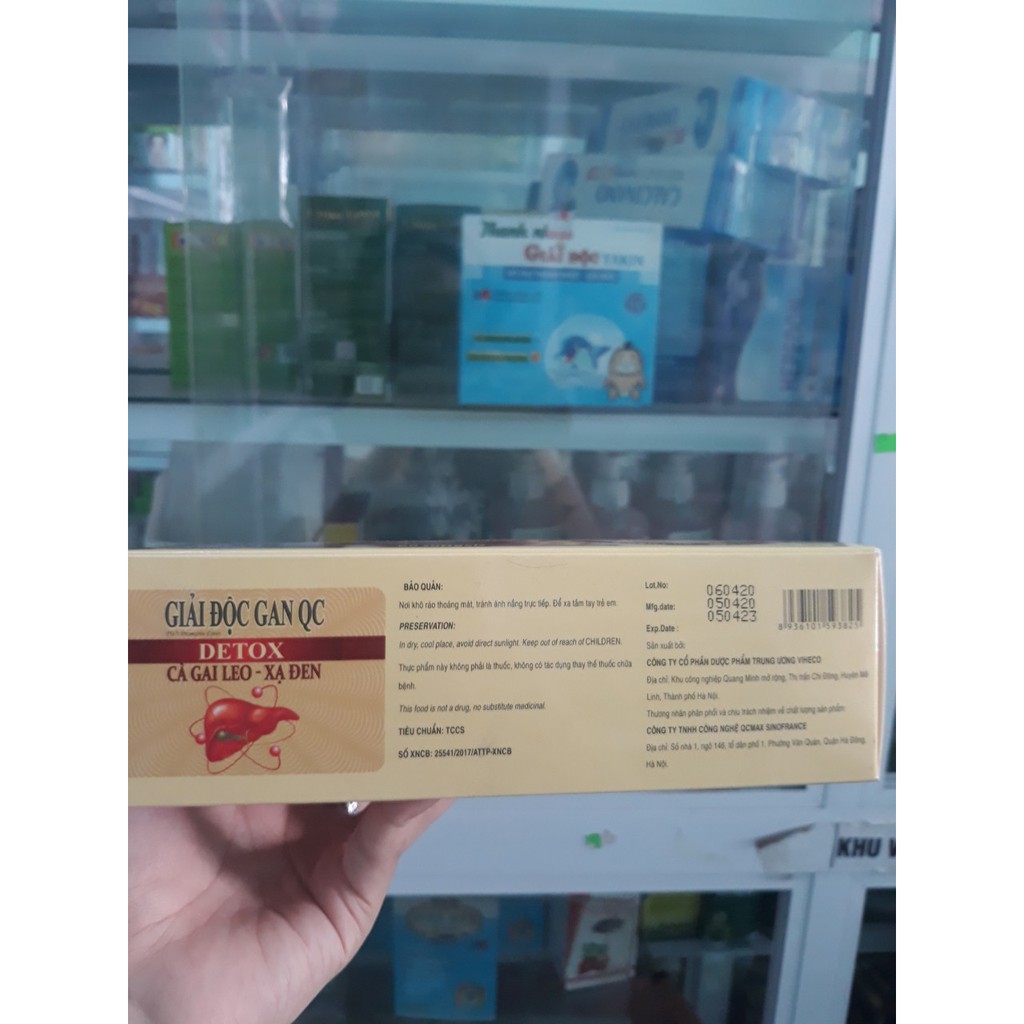 CALCINANO
Thanh nhiệt
GIẢI ĐỘC
GIẢI ĐỘC GAN QC
DETOX
CÀ GAI LEO - XẠ ĐEN
BẢO QUẢN:
Nơi khô ráo thoáng mát, tránh ánh nắng trực tiếp. Để xa tầm tay trẻ em.
PRESERVATION:
In dry, cool place, avoid direct sunlight. Keep out of reach of CHILDREN.
Thực phẩm này không phải là thuốc, không có tác dụng thay thế thuốc chữa
bệnh.
This food is not a drug, no substitute medicinal.
TIÊU CHUẨN: TCCS
SỐ XNCB: 25541/2017/ATTP-XNCB
Lot.No: 060420
Mfg.date: 050420
Exp.Date : 050423
8 936101 593825
Sản xuất bởi:
CÔNG TY CỔ PHẦN DƯỢC PHẨM TRUNG ƯƠNG VIHECO
Địa chỉ: Khu công nghiệp Quang Minh mở rộng, Thị trấn Chi Đông, Huyện Mê
Linh, Thành phố Hà Nội.
Thương nhân phân phối và chịu trách nhiệm về chất lượng sản phẩm:
CÔNG TY TNHH CÔNG NGHỆ QCMAX SINOFRANCE
Địa chỉ: Số nhà 1, ngõ 146, tổ dân phố 1, Phường Văn Quán, Quận Hà Đông,
Hà Nội.
KHU